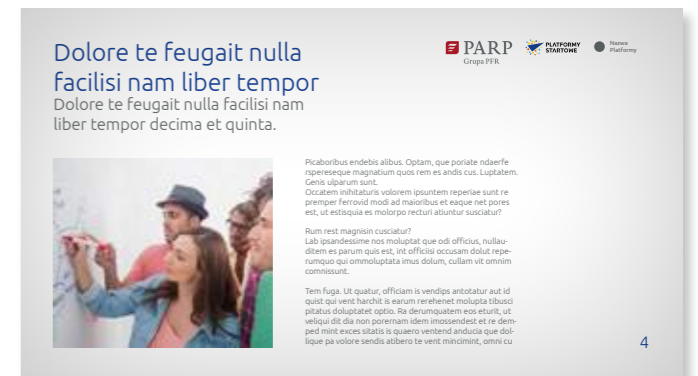 Dolore te feugait nulla
facilisi nam liber tempor
Dolore te feugait nulla facilisi nam
liber tempor decima et quinta.
PARP
Grupa PFR
PLATFORMY
STARTOWE
Nazwa
Platformy
Picaboribus endebis alibus. Optam, que poriate ndaerfe
rspereseque magnatium quos rem es andis cus. Luptatem.
Genis ulparum sunt.
Occatem inihitaturis volorem ipsuntem reperiae sunt re
premper ferrovid modi ad maioribus et eaque net pores
est, ut estisquia es molorpo recturi atiuntur susciatur?
Rum rest magnisin cusciatur?
Lab ipsandessime nos moluptat que odi officius, nullau-
ditem es parum quis est, int officiisi occusam dolut repe-
rumquo qui ommoluptata imus dolum, cullam vit omnim
comnissunt.
Tem fuga. Ut quatur, officiam is vendips antotatur aut id
quist qui vent harchit is earum rerehenet molupta tibusci
pitatus doluptatet optio. Ra derumquatem eos eturit, ut
veliqui dit dia non porernam idem imossendest et re dem-
ped mint exces sitatis is quaero ventend anducia que dol-
lique pa volore sendis atibero te vent mincimint, omni cu
4